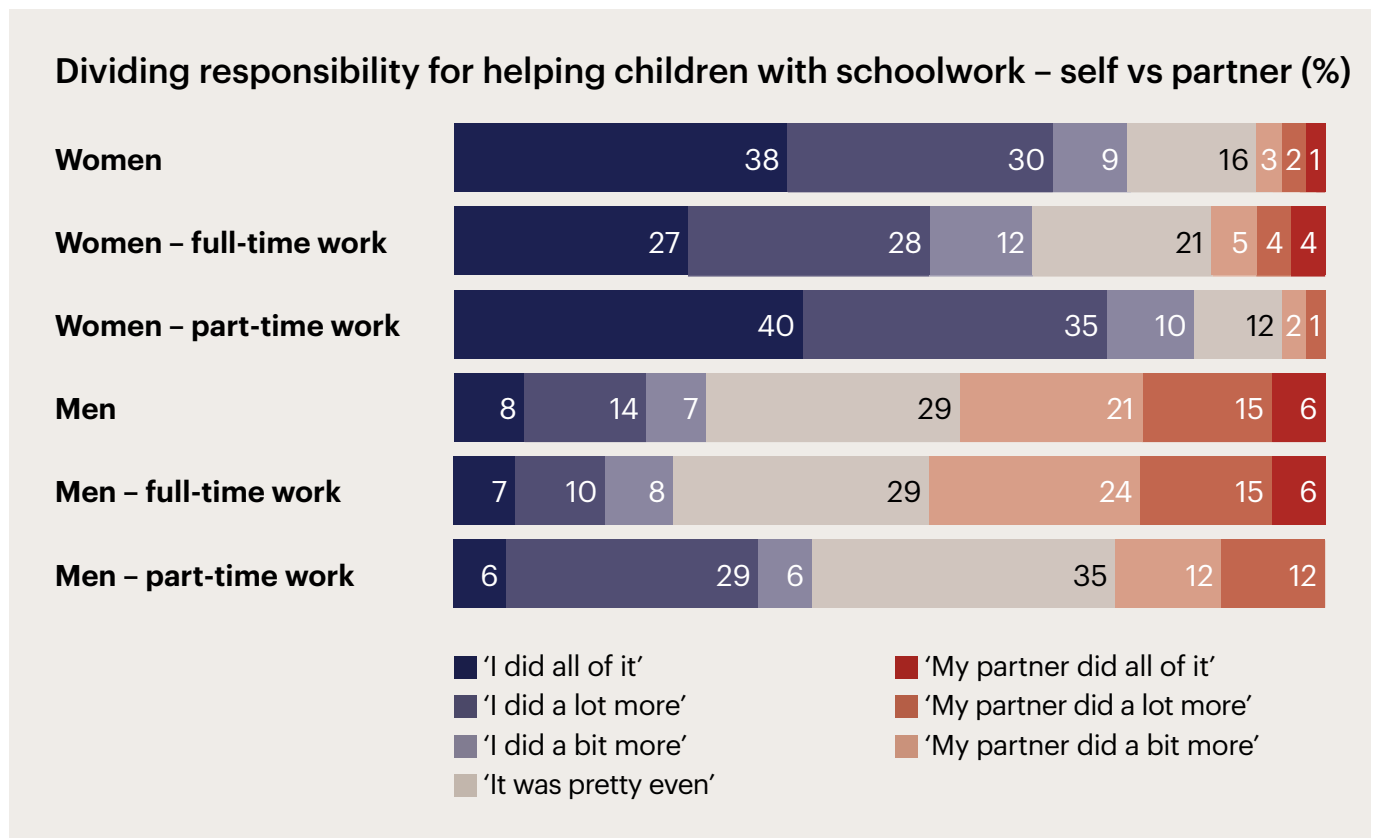 Dividing responsibility for helping children with schoolwork – self vs partner (%)
Women 38 30 9 16 3 2 1
Women – full-time work 27 28 12 21 5 4 4
Women – part-time work 40 35 10 12 2 1
Men 8 14 7 29 21 15 6
Men – full-time work 7 10 8 29 24 15 6
Men – part-time work 6 29 6 35 12 12
‘I did all of it’
‘I did a lot more’
‘I did a bit more’
‘It was pretty even’
‘My partner did all of it’
‘My partner did a lot more’
‘My partner did a bit more’